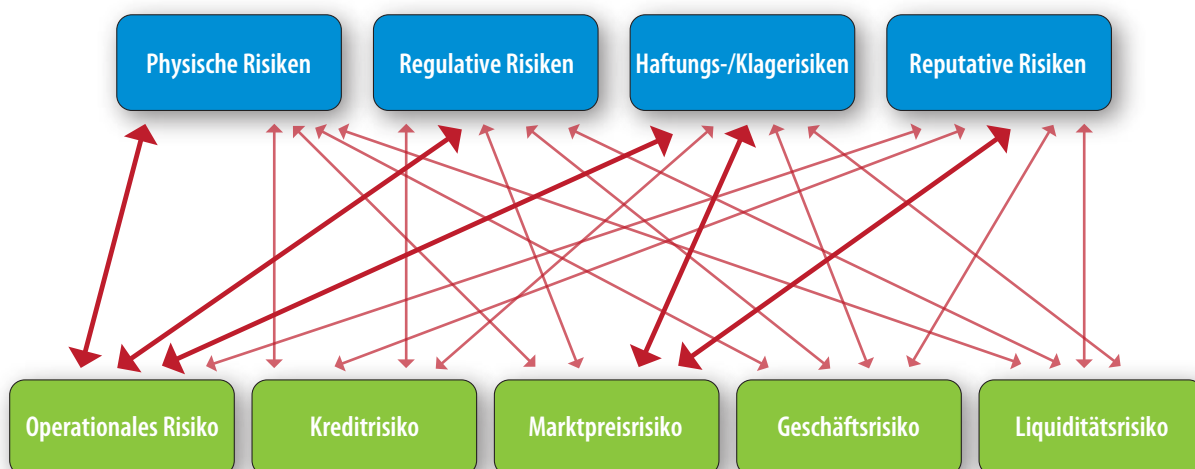 Physische Risiken
Regulative Risiken
Haftungs-/Klagerisiken
Reputative Risiken
Operationales Risiko
Kreditrisiko
Marktpreisrisiko
Geschäftsrisiko
Liquiditätsrisiko